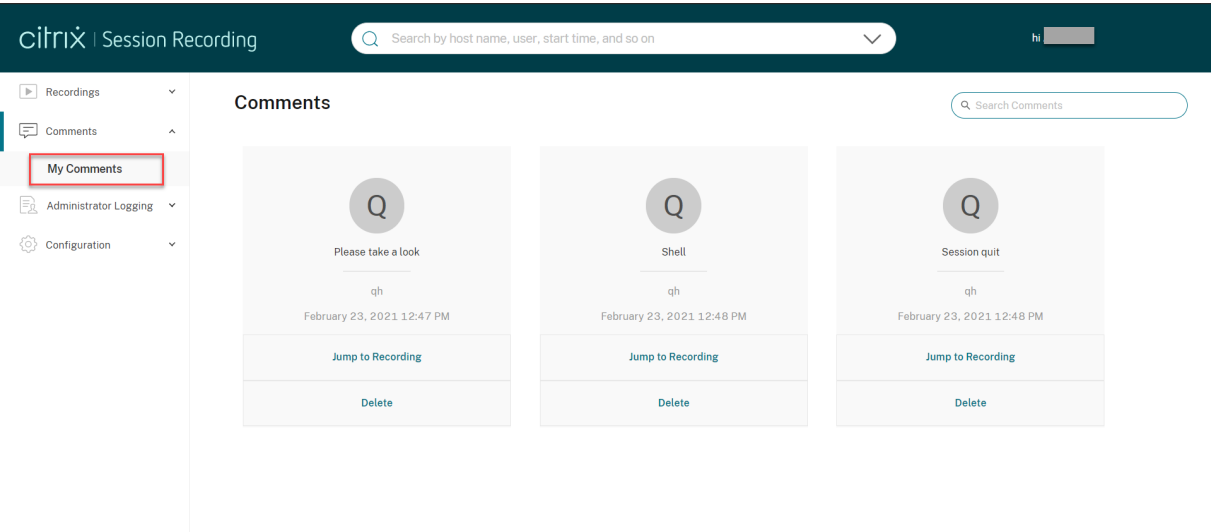 citrix | Session Recording
Search by host name, user, start time, and so on
hi
Recordings
Comments
My Comments
Administrator Logging
Configuration
Comments
Search Comments
Q
Please take a look
qh
February 23, 2021 12:47 PM
Jump to Recording
Delete
Q
Shell
qh
February 23, 2021 12:48 PM
Jump to Recording
Delete
Q
Session quit
qh
February 23, 2021 12:48 PM
Jump to Recording
Delete